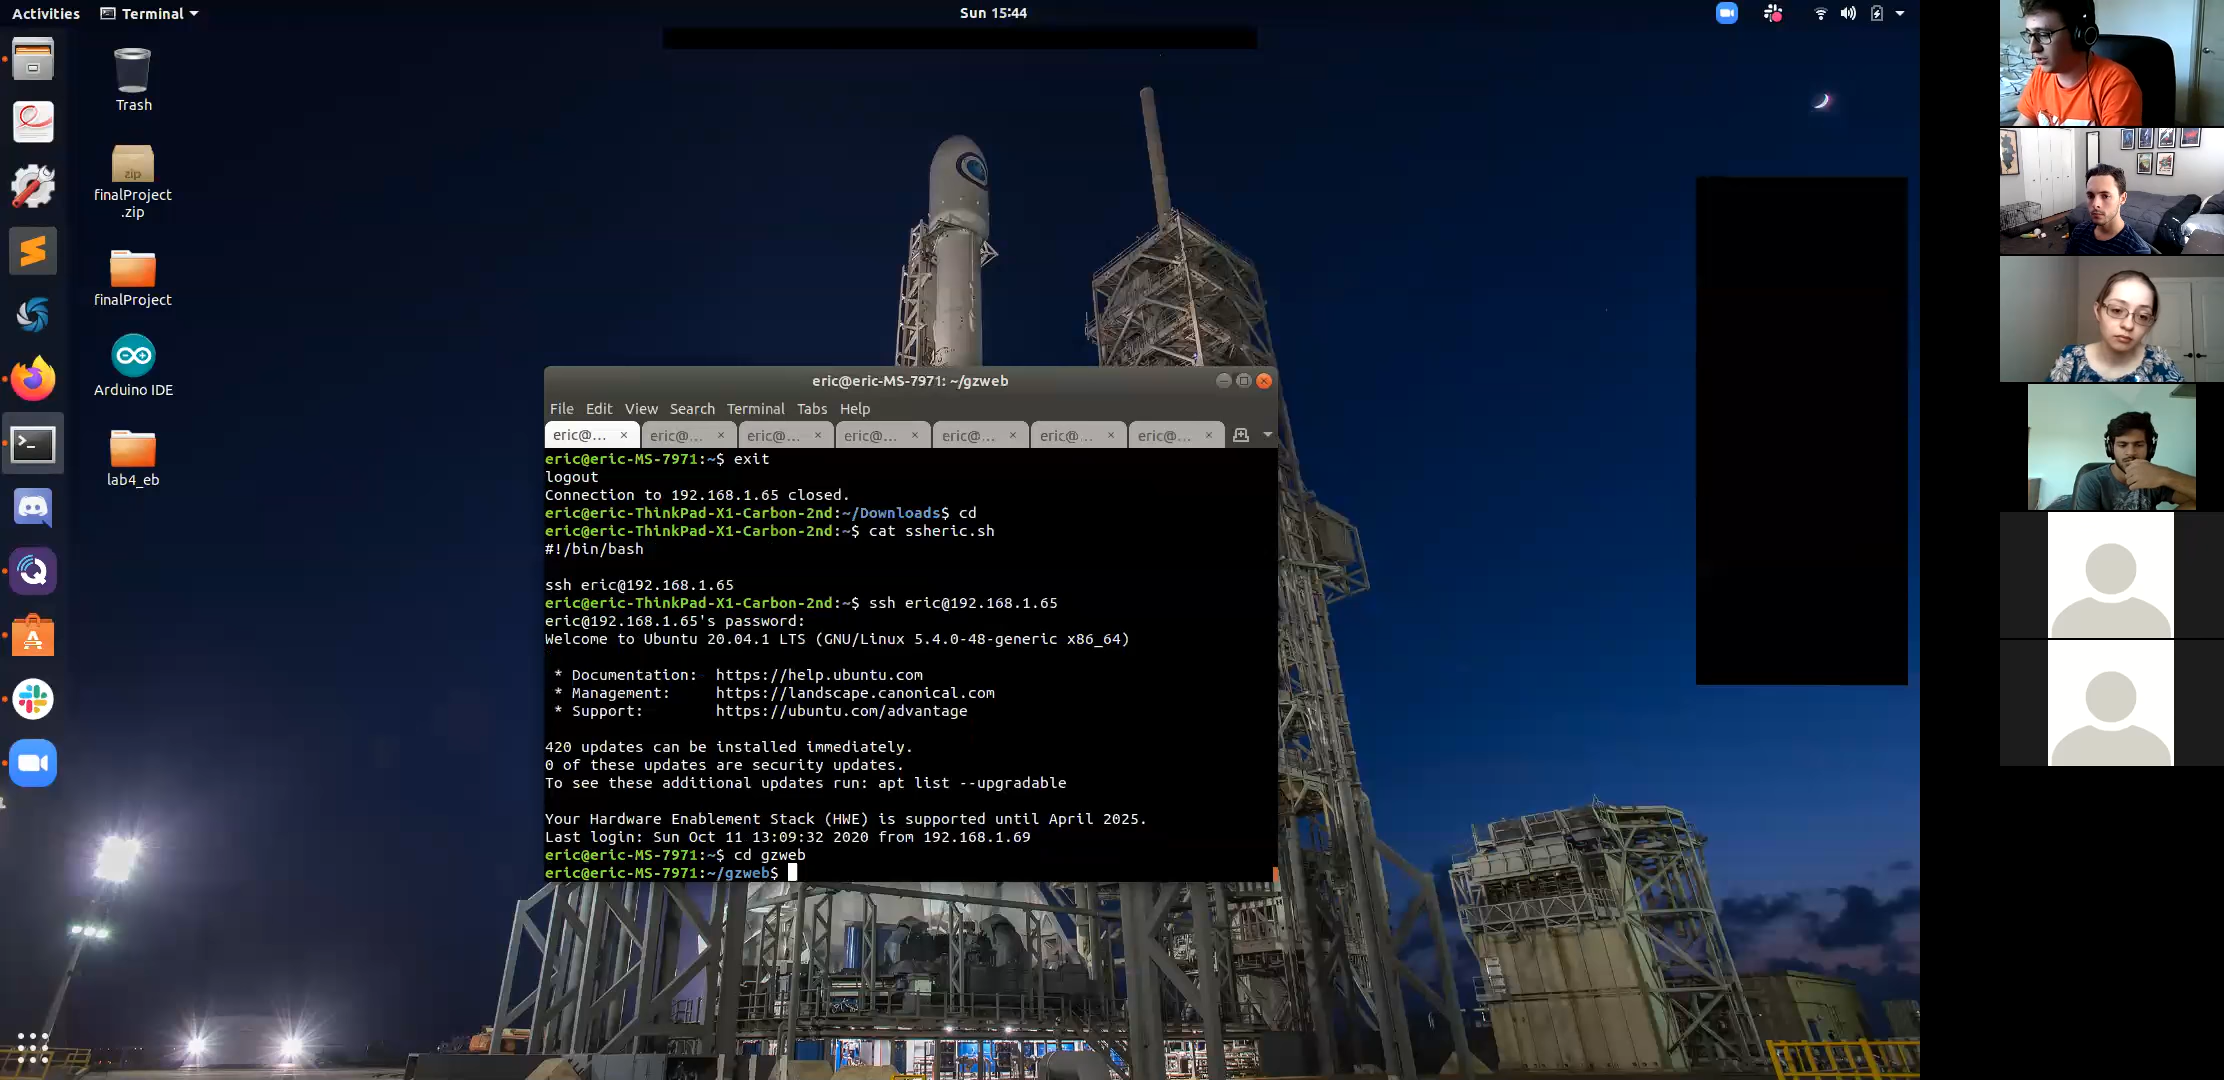 Activities
Terminal
Sun 15:44
Trash
zip
finalProject
.zip
finalProject
Arduino IDE
lab4_eb
eric@eric-MS-7971: ~/gzweb
File Edit View Search Terminal Tabs Help
eric@... × eric@... × eric@... × eric@... × eric@... × eric@... × eric@... ×
eric@eric-MS-7971:~$ exit
logout
Connection to 192.168.1.65 closed.
eric@eric-ThinkPad-X1-Carbon-2nd:~/Downloads$ cd
eric@eric-ThinkPad-X1-Carbon-2nd:~$ cat ssheric.sh
#!/bin/bash
ssh eric@192.168.1.65
eric@eric-ThinkPad-X1-Carbon-2nd:~$ ssh eric@192.168.1.65
eric@192.168.1.65's password:
Welcome to Ubuntu 20.04.1 LTS (GNU/Linux 5.4.0-48-generic x86_64)
* Documentation: https://help.ubuntu.com
* Management: https://landscape.canonical.com
* Support: https://ubuntu.com/advantage
420 updates can be installed immediately.
0 of these updates are security updates.
To see these additional updates run: apt list --upgradable
Your Hardware Enablement Stack (HWE) is supported until April 2025.
Last login: Sun Oct 11 13:09:32 2020 from 192.168.1.69
eric@eric-MS-7971:~$ cd gzweb
eric@eric-MS-7971:~/gzweb$